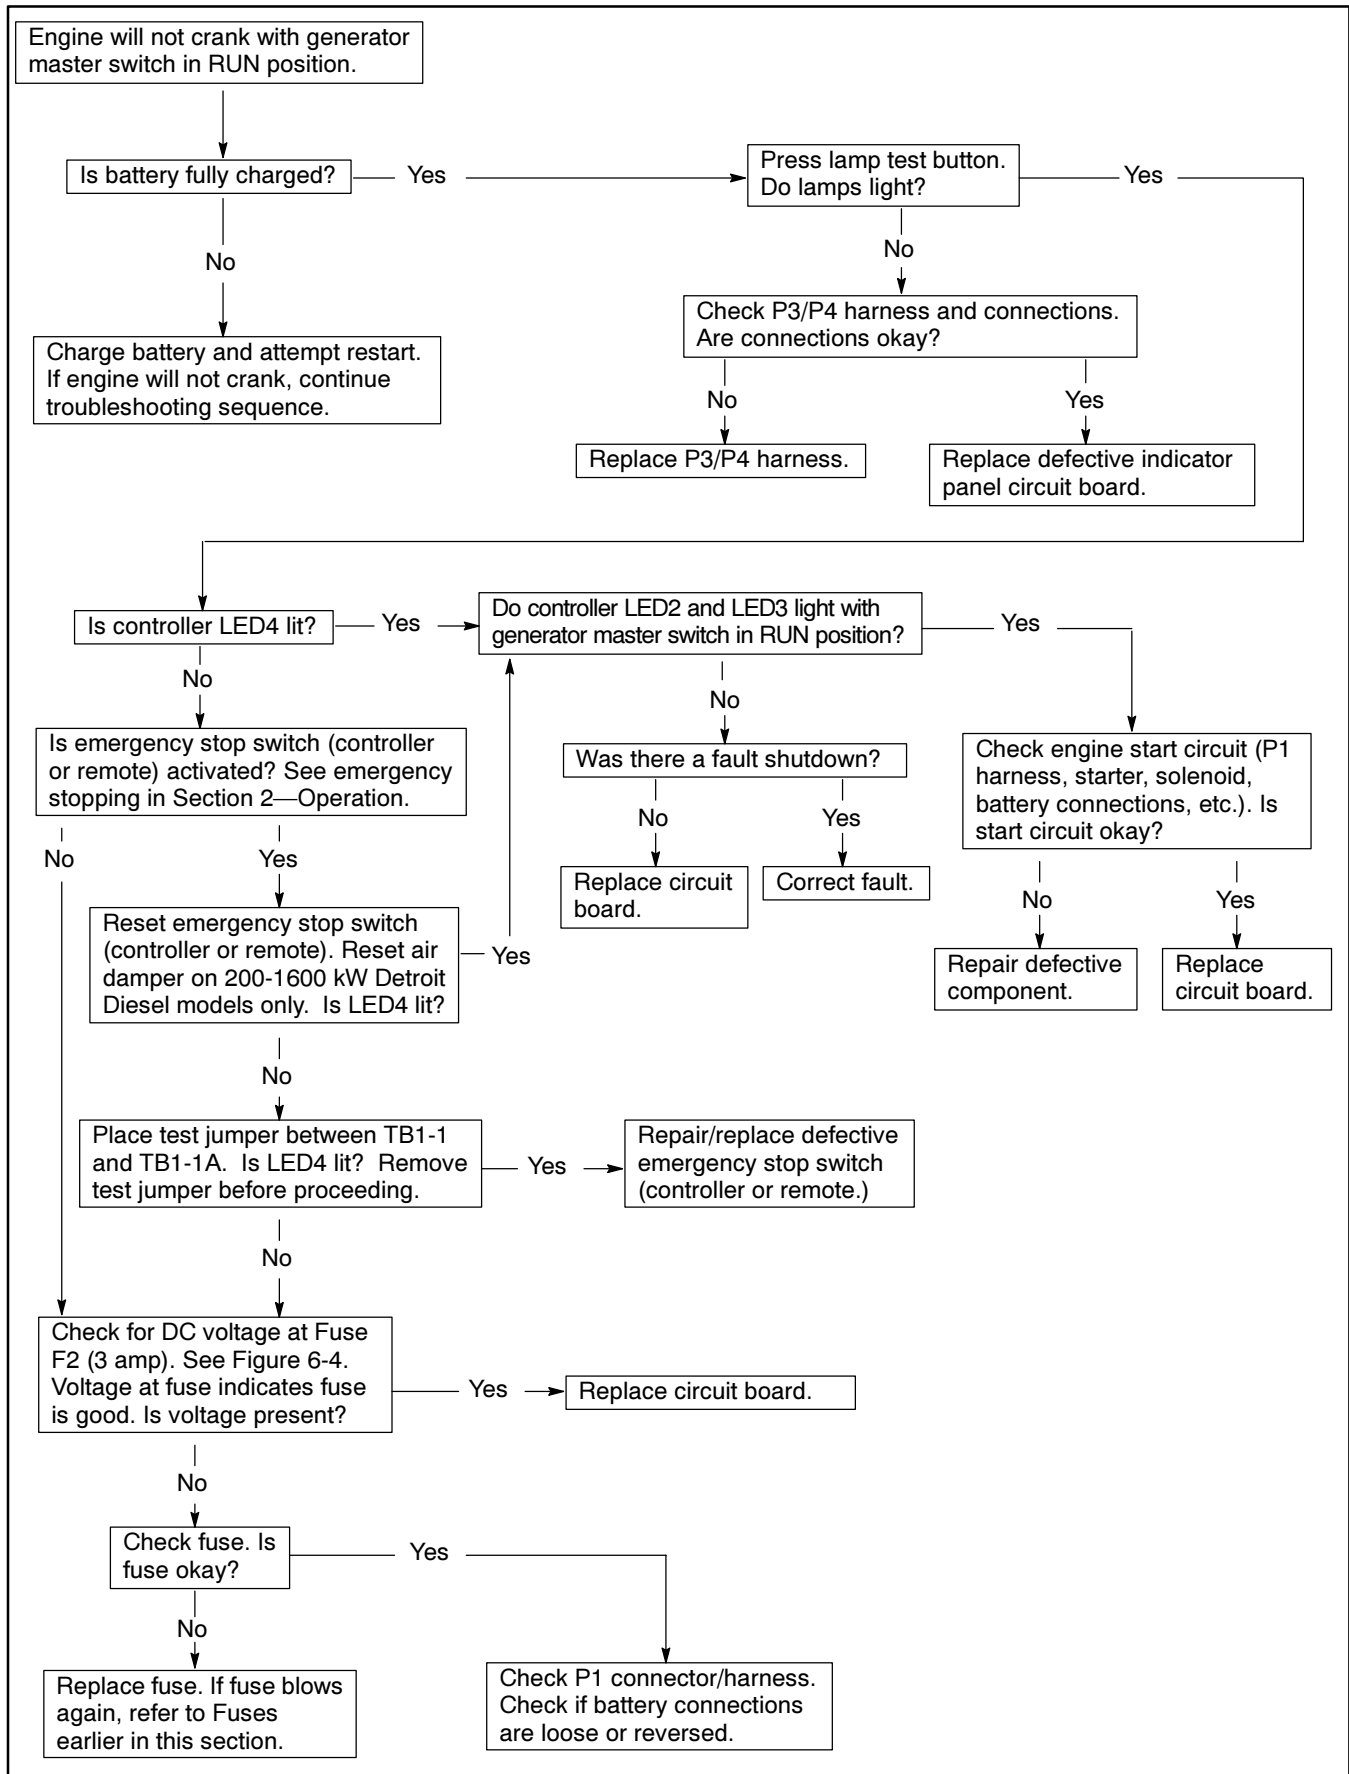 Engine will not crank with generator
master switch in RUN position.
Is battery fully charged?
Yes
Press lamp test button.
Do lamps light?
Yes
No
No
Check P3/P4 harness and connections.
Are connections okay?
Charge battery and attempt restart.
If engine will not crank, continue
troubleshooting sequence.
No
Yes
Replace P3/P4 harness.
Replace defective indicator
panel circuit board.
Is controller LED4 lit?
Yes
Do controller LED2 and LED3 light with
generator master switch in RUN position?
Yes
No
No
Is emergency stop switch (controller
or remote) activated? See emergency
stopping in Section 2—Operation.
Was there a fault shutdown?
Check engine start circuit (P1
harness, starter, solenoid,
battery connections, etc.). Is
start circuit okay?
No
Yes
No
Yes
Replace circuit
board.
Correct fault.
No
Yes
Reset emergency stop switch
(controller or remote). Reset air
damper on 200-1600 kW Detroit
Diesel models only.  Is LED4 lit?
Yes
Repair defective
component.
Replace
circuit board.
No
Place test jumper between TB1-1
and TB1-1A.  Is LED4 lit?  Remove
test jumper before proceeding.
Yes
Repair/replace defective
emergency stop switch
(controller or remote.)
No
Check for DC voltage at Fuse
F2 (3 amp). See Figure 6-4.
Voltage at fuse indicates fuse
is good. Is voltage present?
Yes
Replace circuit board.
No
Check fuse. Is
fuse okay?
Yes
No
Replace fuse. If fuse blows
again, refer to Fuses
earlier in this section.
Check P1 connector/harness.
Check if battery connections
are loose or reversed.